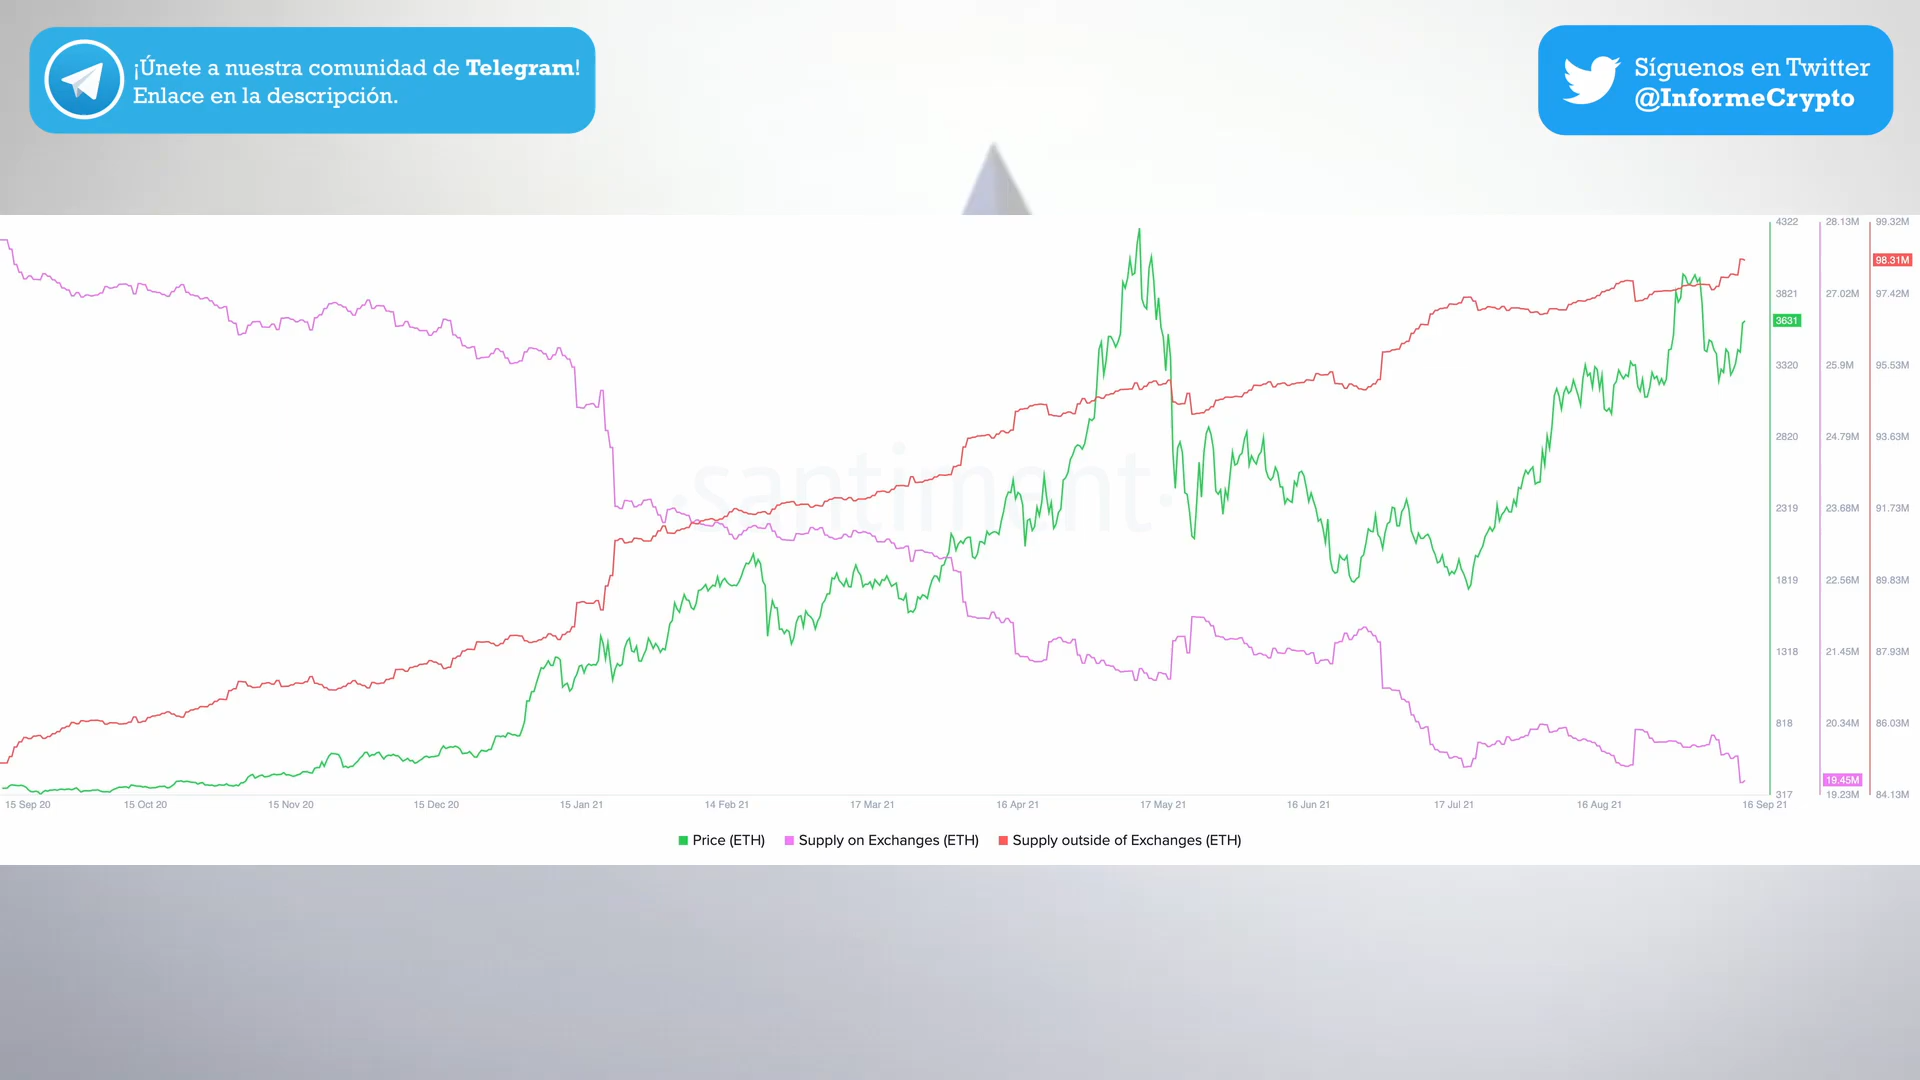 ¡Únete a nuestra comunidad de Telegram!
Enlace en la descripción.
Síguenos en Twitter
@InformeCrypto
·santiment·
4322 28.13M 99.32M
98.31M
3821 27.02M 97.42M
3631
3320 25.9M 95.53M
2820 24.79M 93.63M
2319 23.68M 91.73M
1819 22.56M 89.83M
1318 21.45M 87.93M
818 20.34M 86.03M
19.45M
317 19.23M 84.13M
15 Sep 20 15 Oct 20 15 Nov 20 15 Dec 20 15 Jan 21 14 Feb 21 17 Mar 21 16 Apr 21 17 May 21 16 Jun 21 17 Jul 21 16 Aug 21 16 Sep 21
Price (ETH) Supply on Exchanges (ETH) Supply outside of Exchanges (ETH)